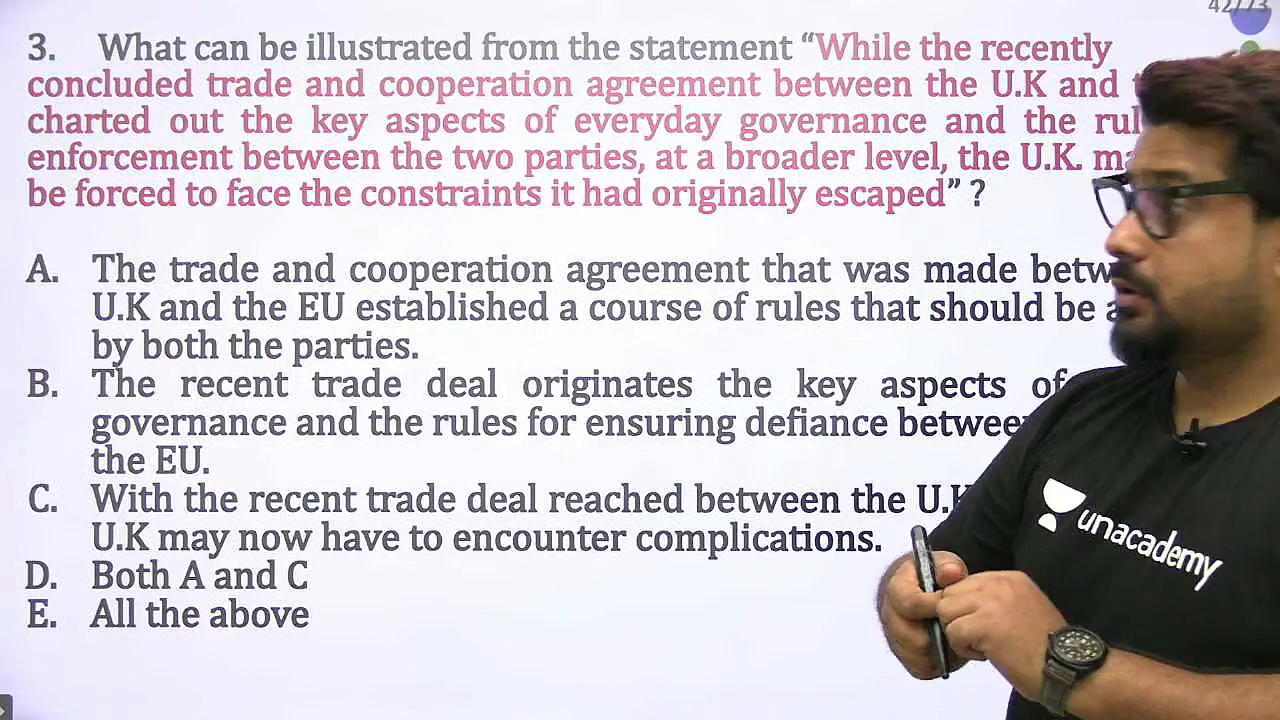 42/73
3. What can be illustrated from the statement “While the recently
concluded trade and cooperation agreement between the U.K and
charted out the key aspects of everyday governance and the
enforcement between the two parties, at a broader level, the U.K.
be forced to face the constraints it had originally escaped” ?
A. The trade and cooperation agreement that was made
U.K and the EU established a course of rules that should be
by both the parties.
B. The recent trade deal originates the key aspects of
governance and the rules for ensuring defiance
the EU.
C. With the recent trade deal reached between the
U.K may now have to encounter complications.
D. Both A and C
E. All the above
unacademy